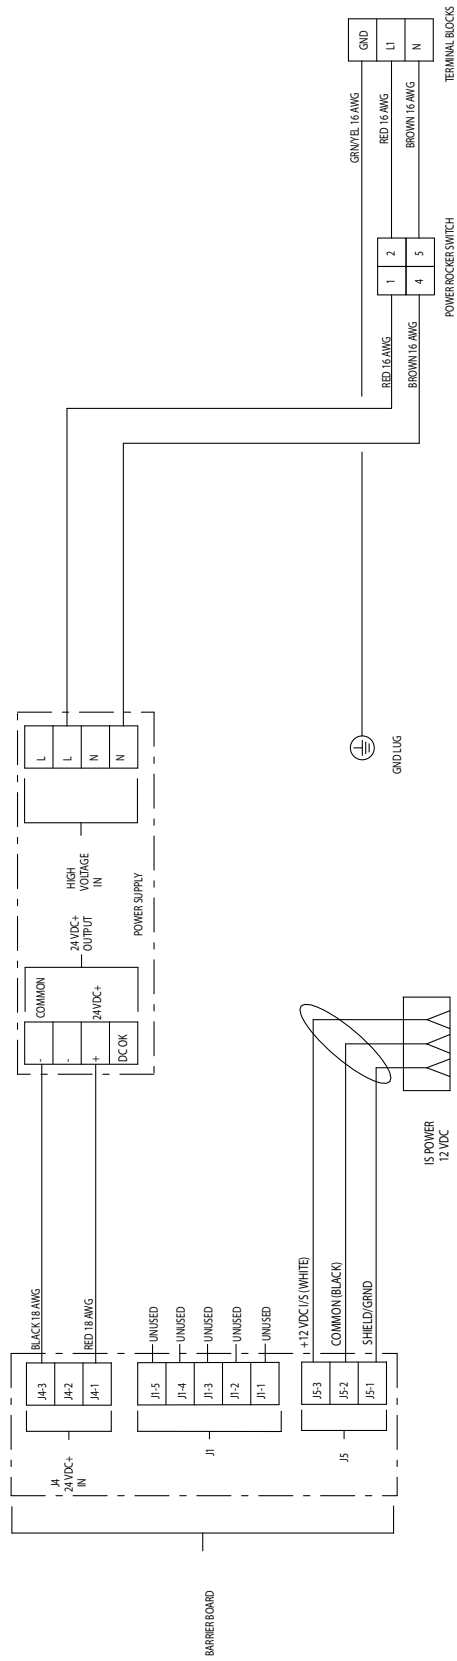 BARRIER BOARD
J4
24 VDC+
IN
J4-3
J4-2
J4-1
BLACK 18 AWG
RED 18 AWG
J1
J1-5
J1-4
J1-3
J1-2
J1-1
UNUSED
UNUSED
UNUSED
UNUSED
UNUSED
J5
J5-3
J5-2
J5-1
+12 VDC I/S (WHITE)
COMMON (BLACK)
SHIELD/GRND
IS POWER
12 VDC
-
-
+
DC OK
COMMON
24VDC+
24 VDC+
OUTPUT
POWER SUPPLY
HIGH
VOLTAGE
IN
L
L
N
N
GND LUG
RED 16 AWG
BROWN 16 AWG
1
2
4
5
POWER ROCKER SWITCH
GRN/YEL 16 AWG
RED 16 AWG
BROWN 16 AWG
GND
L1
N
TERMINAL BLOCKS